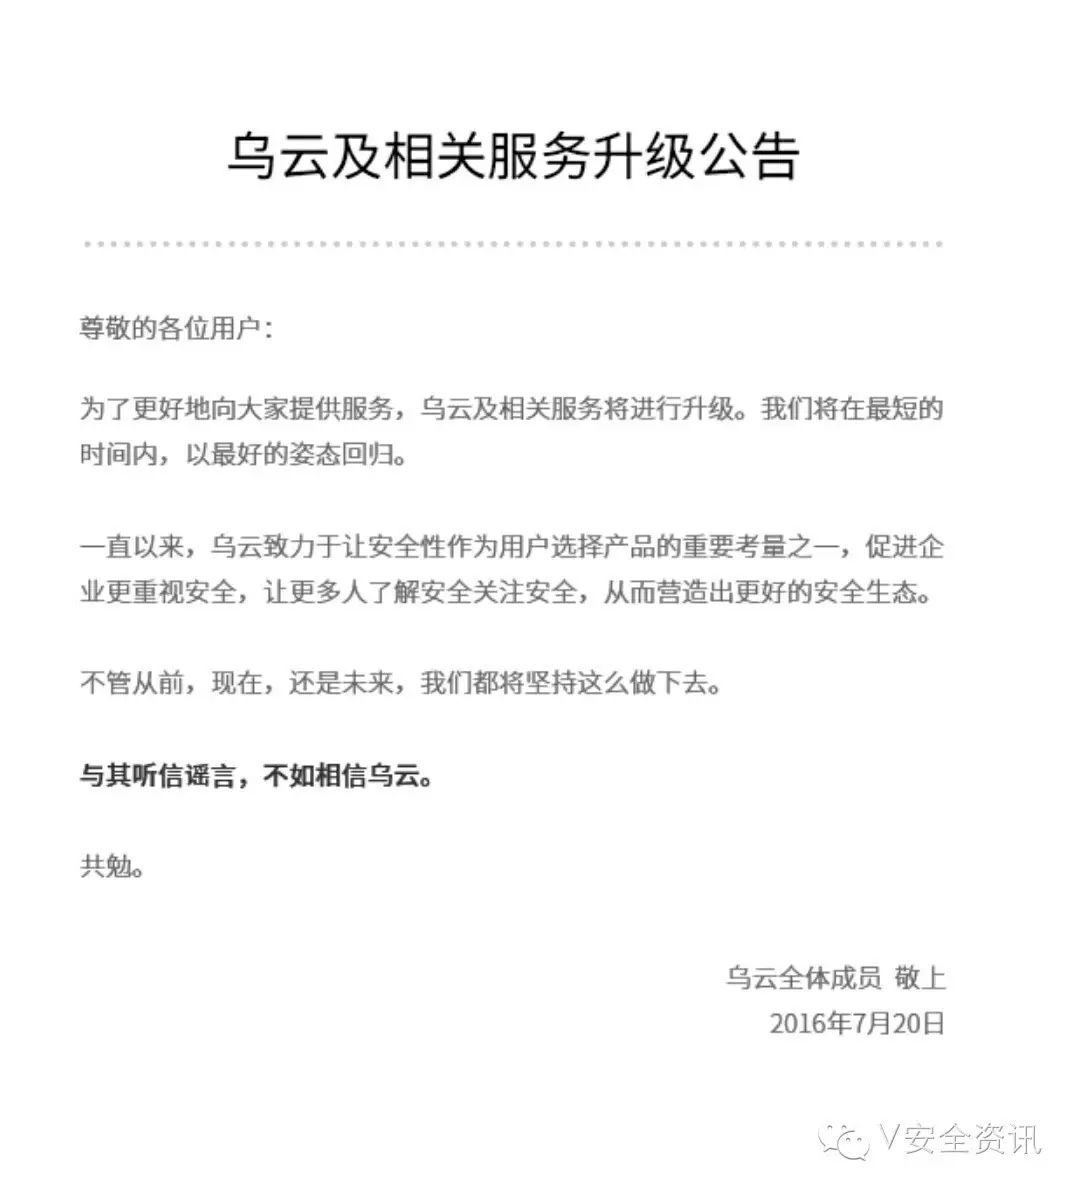 乌云及相关服务升级公告
尊敬的各位用户：
为了更好地向大家提供服务，乌云及相关服务将进行升级。我们将在最短的
时间内，以最好的姿态回归。
一直以来，乌云致力于让安全性作为用户选择产品的重要考量之一，促进企
业更重视安全，让更多人了解安全关注安全，从而营造出更好的安全生态。
不管从前，现在，还是未来，我们都将坚持这么做下去。
与其听信谣言，不如相信乌云。
共勉。
乌云全体成员 敬上
2016年7月20日
V安全资讯